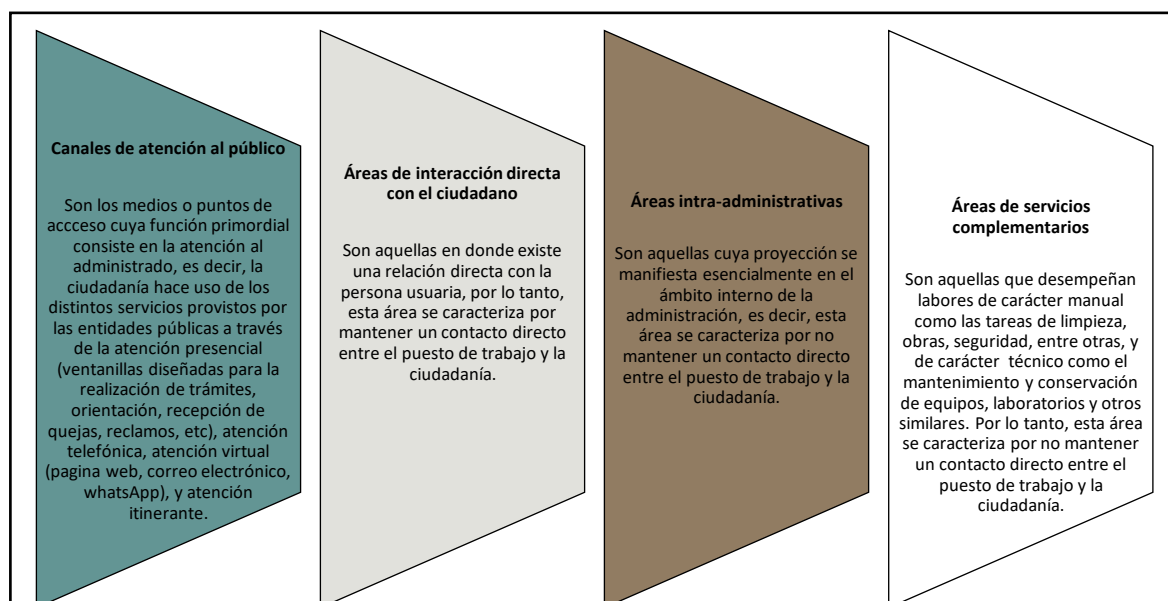 Canales de atención al público
Son los medios o puntos de
accceso cuya función primordial
consiste en la atención al
administrado, es decir, la
ciudadanía hace uso de los
distintos servicios provistos por
las entidades públicas a través
de la atención presencial
(ventanillas diseñadas para la
realización de trámites,
orientación, recepción de
quejas, reclamos, etc), atención
telefónica, atención virtual
(pagina web, correo electrónico,
whatsApp), y atención
itinerante.
Áreas de interacción directa
con el ciudadano
Son aquellas en donde existe
una relación directa con la
persona usuaria, por lo tanto,
esta área se caracteriza por
mantener un contacto directo
entre el puesto de trabajo y la
ciudadanía.
Áreas intra-administrativas
Son aquellas cuya proyección se
manifiesta esencialmente en el
ámbito interno de la
administración, es decir, esta
área se caracteriza por no
mantener un contacto directo
entre el puesto de trabajo y la
ciudadanía.
Áreas de servicios
complementarios
Son aquellas que desempeñan
labores de carácter manual
como las tareas de limpieza,
obras, seguridad, entre otras, y
de carácter técnico como el
mantenimiento y conservación
de equipos, laboratorios y otros
similares. Por lo tanto, esta área
se caracteriza por no mantener
un contacto directo entre el
puesto de trabajo y la
ciudadanía.